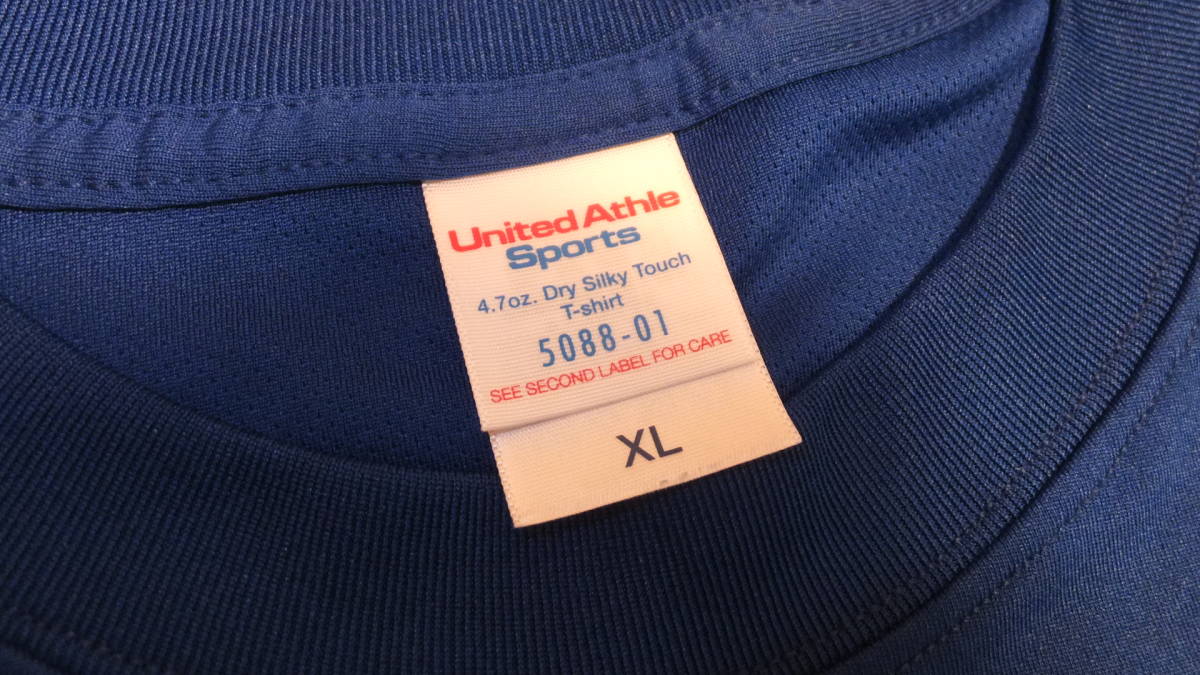 United Athle
Sports
4.7oz. Dry Silky Touch
T-shirt
5088-01
SEE SECOND LABEL FOR CARE
XL